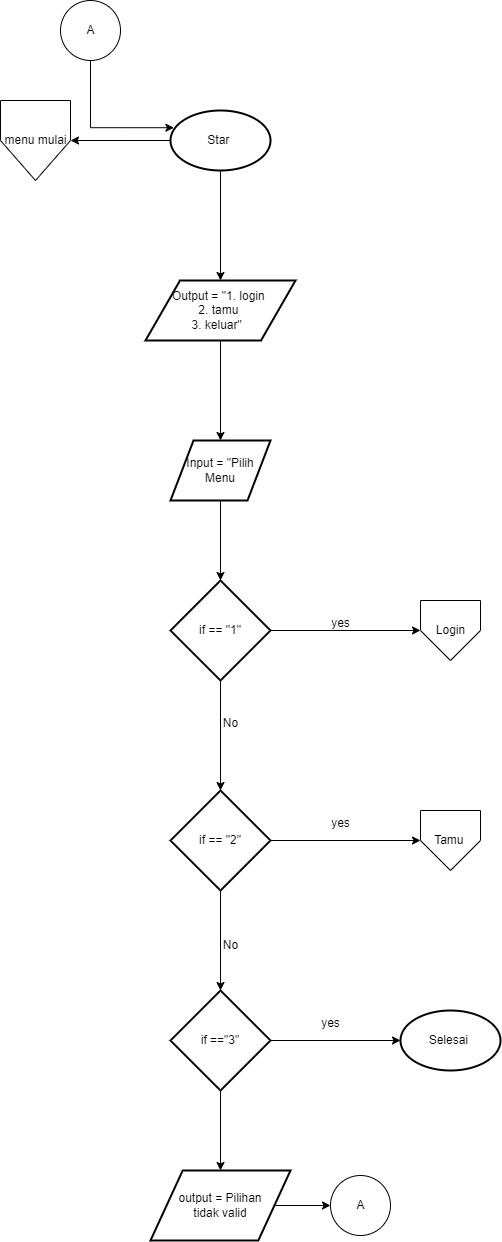 A
menu mulai
Star
Output = "1. login
2. tamu
3. keluar"
Input = "Pilih
Menu
if == "1"
yes
Login
No
if == "2"
yes
Tamu
No
if =="3"
yes
Selesai
output = Pilihan
tidak valid
A